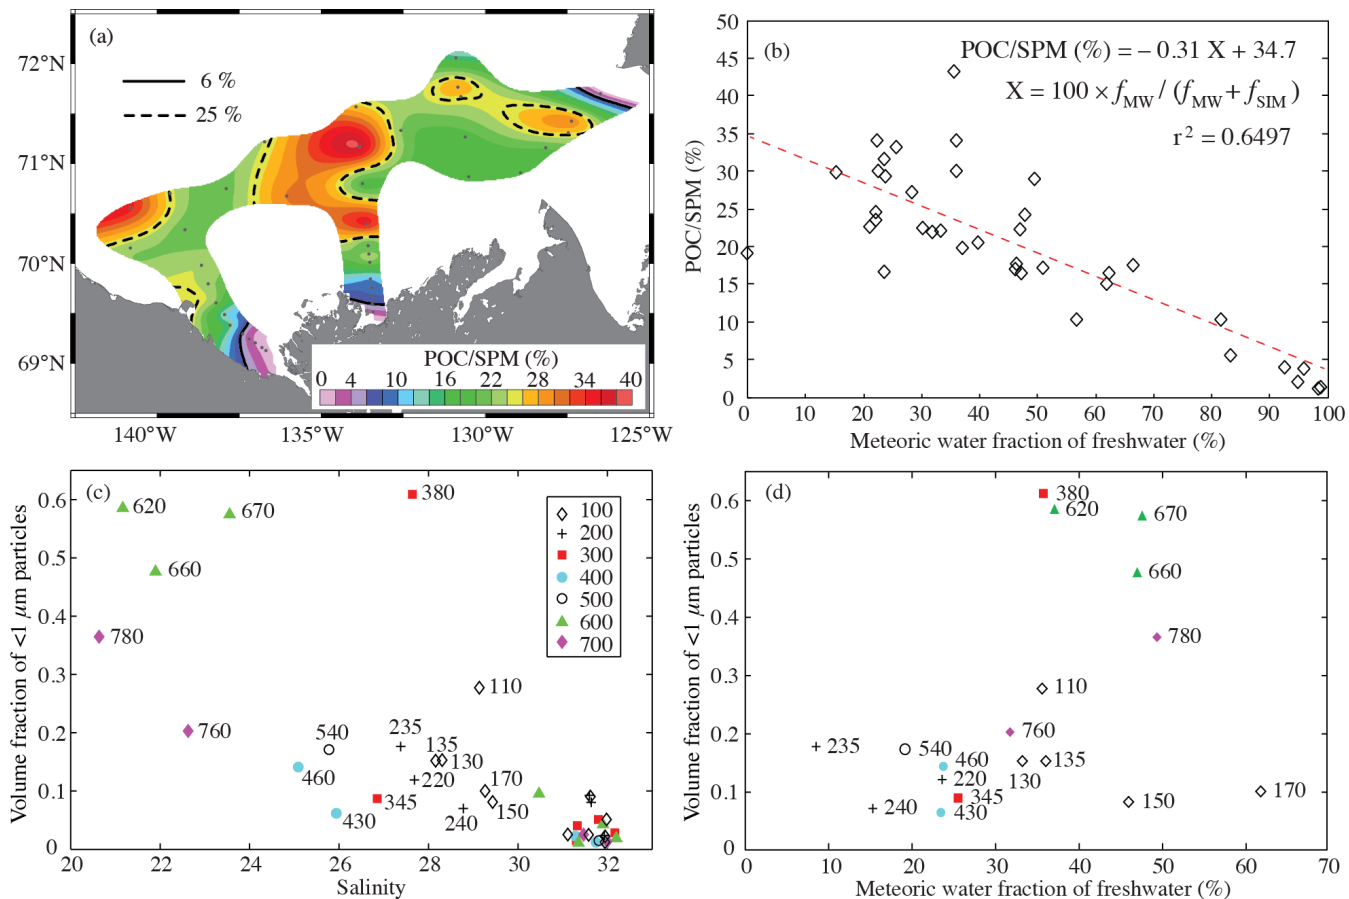 (a)
6 %
25 %
72°N
71°N
70°N
69°N
140°W
135°W
130°W
125°W
POC/SPM (%)
0 4 10 16 22 28 34 40
(b)
POC/SPM (%) = – 0.31 X + 34.7
X = 100 × fMW / (fMW + fSIM)
r² = 0.6497
POC/SPM (%)
50
45
40
35
30
25
20
15
10
5
0
0 10 20 30 40 50 60 70 80 90 100
Meteoric water fraction of freshwater (%)
(c)
Volume fraction of <1 µm particles
0.6
0.5
0.4
0.3
0.2
0.1
0
620
670
380
660
780
760
110
540
235
135
130
460
220
170
345
150
430
240
100
200
300
400
500
600
700
20 22 24 26 28 30 32
Salinity
(d)
Volume fraction of <1 µm particles
0.6
0.5
0.4
0.3
0.2
0.1
0
380
620
670
660
780
110
760
235
540
460
135
220
130
345
170
240
430
150
0 10 20 30 40 50 60 70
Meteoric water fraction of freshwater (%)